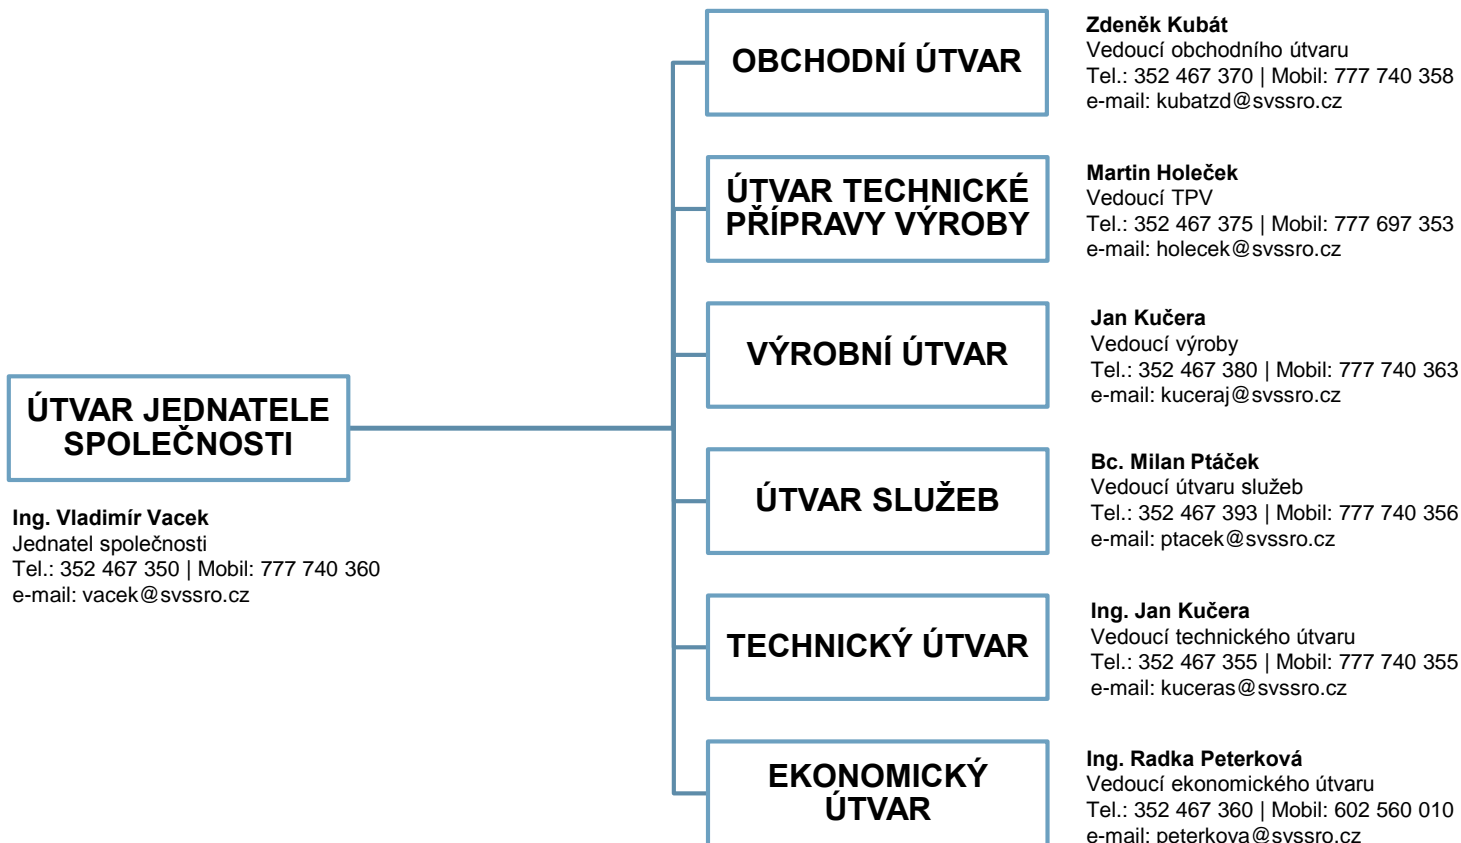 OBCHODNÍ ÚTVAR
Zdeněk Kubát
Vedoucí obchodního útvaru
Tel.: 352 467 370 | Mobil: 777 740 358
e-mail: kubatzd@svssro.cz
ÚTVAR TECHNICKÉ
PŘÍPRAVY VÝROBY
Martin Holeček
Vedoucí TPV
Tel.: 352 467 375 | Mobil: 777 697 353
e-mail: holecek@svssro.cz
VÝROBNÍ ÚTVAR
Jan Kučera
Vedoucí výroby
Tel.: 352 467 380 | Mobil: 777 740 363
e-mail: kuceraj@svssro.cz
ÚTVAR JEDNATELE
SPOLEČNOSTI
Ing. Vladimír Vacek
Jednatel společnosti
Tel.: 352 467 350 | Mobil: 777 740 360
e-mail: vacek@svssro.cz
ÚTVAR SLUŽEB
Bc. Milan Ptáček
Vedoucí útvaru služeb
Tel.: 352 467 393 | Mobil: 777 740 356
e-mail: ptacek@svssro.cz
TECHNICKÝ ÚTVAR
Ing. Jan Kučera
Vedoucí technického útvaru
Tel.: 352 467 355 | Mobil: 777 740 355
e-mail: kuceras@svssro.cz
EKONOMICKÝ
ÚTVAR
Ing. Radka Peterková
Vedoucí ekonomického útvaru
Tel.: 352 467 360 | Mobil: 602 560 010
e-mail: peterkova@svssro.cz